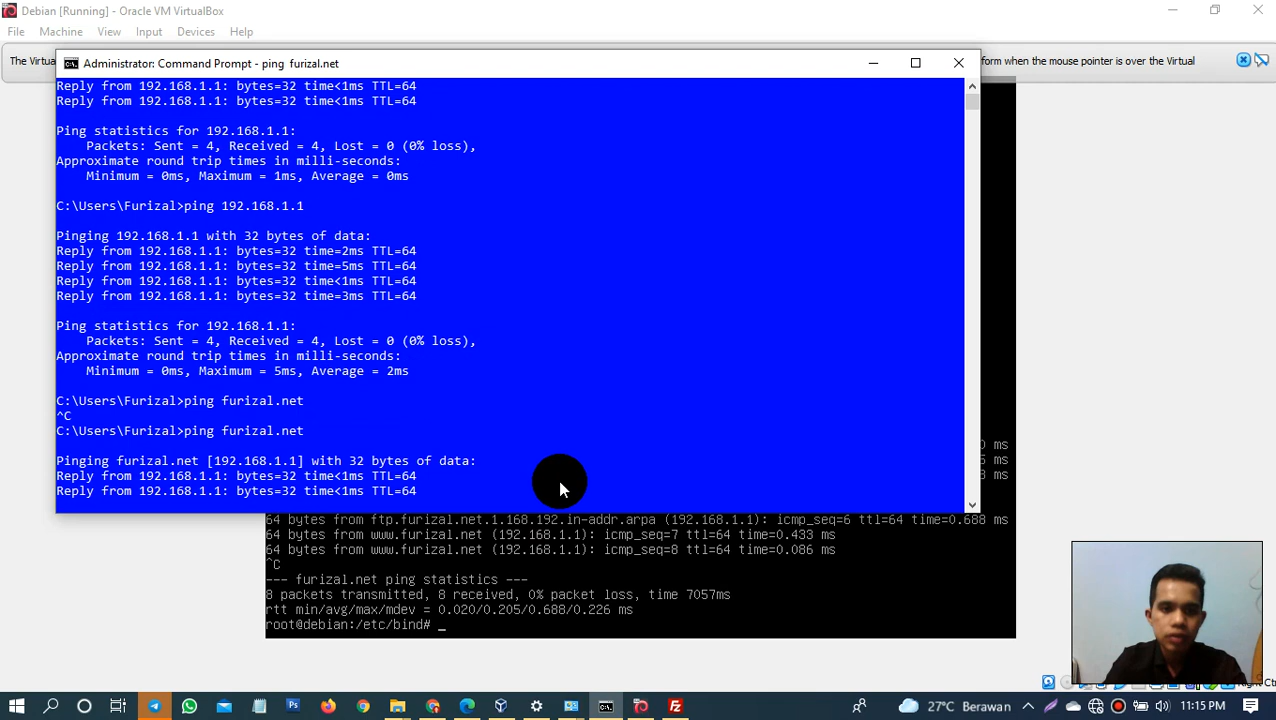 Debian [Running] - Oracle VM VirtualBox
File Machine View Input Devices Help
The Virtual
form when the mouse pointer is over the Virtual
Administrator: Command Prompt - ping furizal.net
Reply from 192.168.1.1: bytes=32 time<1ms TTL=64
Reply from 192.168.1.1: bytes=32 time<1ms TTL=64
Ping statistics for 192.168.1.1:
Packets: Sent = 4, Received = 4, Lost = 0 (0% loss),
Approximate round trip times in milli-seconds:
Minimum = 0ms, Maximum = 1ms, Average = 0ms
C:\Users\Furizal>ping 192.168.1.1
Pinging 192.168.1.1 with 32 bytes of data:
Reply from 192.168.1.1: bytes=32 time=2ms TTL=64
Reply from 192.168.1.1: bytes=32 time=5ms TTL=64
Reply from 192.168.1.1: bytes=32 time<1ms TTL=64
Reply from 192.168.1.1: bytes=32 time=3ms TTL=64
Ping statistics for 192.168.1.1:
Packets: Sent = 4, Received = 4, Lost = 0 (0% loss),
Approximate round trip times in milli-seconds:
Minimum = 0ms, Maximum = 5ms, Average = 2ms
C:\Users\Furizal>ping furizal.net
^C
C:\Users\Furizal>ping furizal.net
Pinging furizal.net [192.168.1.1] with 32 bytes of data:
Reply from 192.168.1.1: bytes=32 time<1ms TTL=64
Reply from 192.168.1.1: bytes=32 time<1ms TTL=64
ms
ms
ms
64 bytes from ftp.furizal.net.1.168.192.in-addr.arpa (192.168.1.1): icmp_seq=6 ttl=64 time=0.688 ms
64 bytes from www.furizal.net (192.168.1.1): icmp_seq=7 ttl=64 time=0.433 ms
64 bytes from www.furizal.net (192.168.1.1): icmp_seq=8 ttl=64 time=0.086 ms
^C
--- furizal.net ping statistics ---
8 packets transmitted, 8 received, 0% packet loss, time 7057ms
rtt min/avg/max/mdev = 0.020/0.205/0.688/0.226 ms
root@debian:/etc/bind# _
Right Ctrl
27°C Berawan
11:15 PM